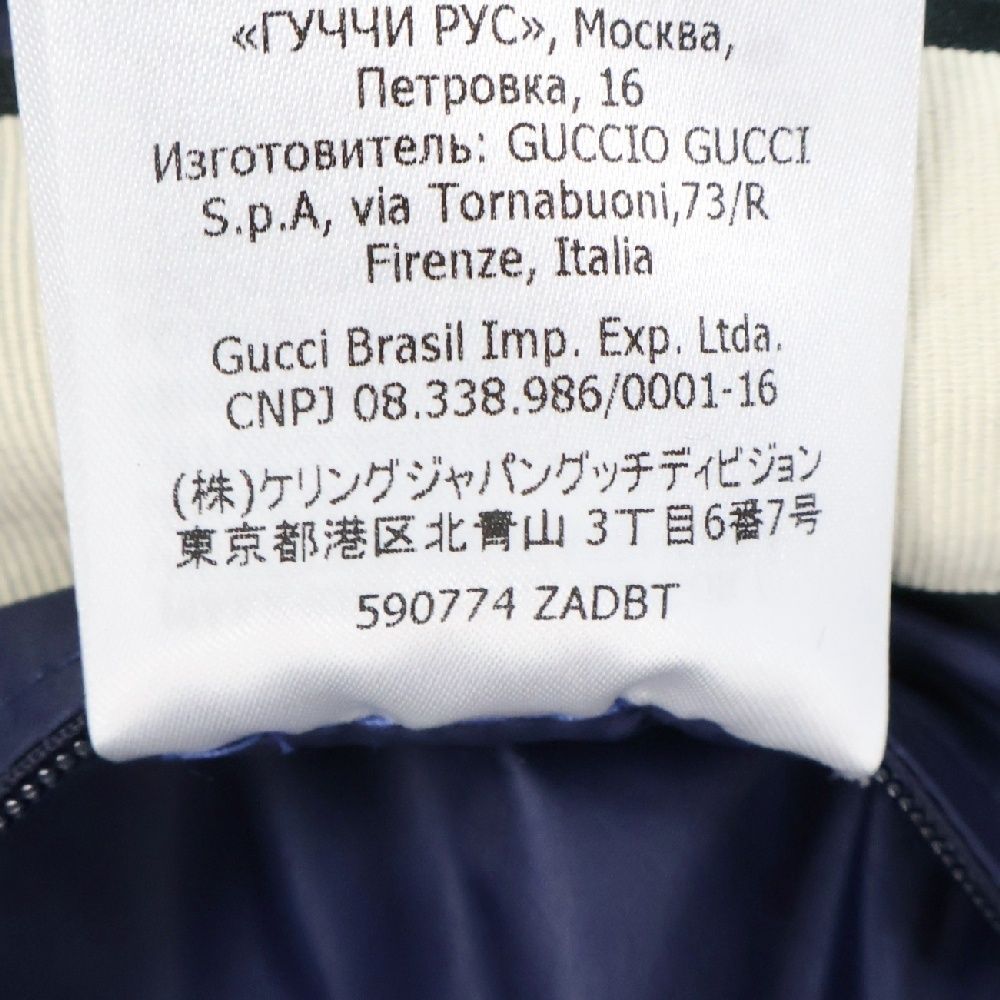 «ГУЧЧИ РУС», Москва,
Петровка, 16
Изготовитель: GUCCIO GUCCI
S.p.A, via Tornabuoni,73/R
Firenze, Italia
Gucci Brasil Imp. Exp. Ltda.
CNPJ 08.338.986/0001-16
(株)ケリングジャパングッチディビジョン
東京都港区北青山 3丁目6番7号
590774 ZADBT